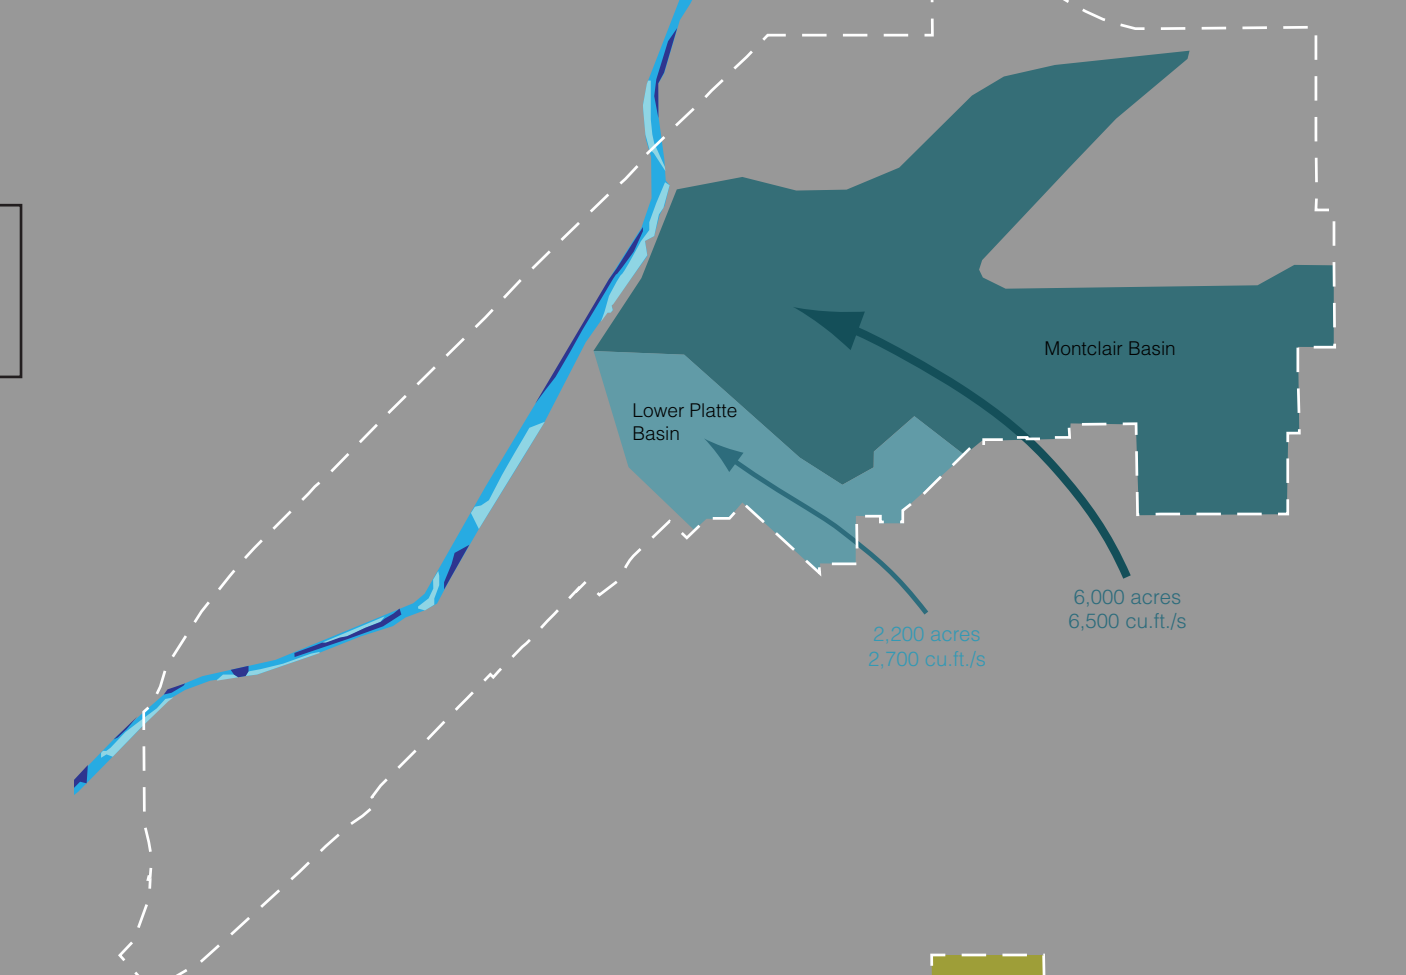 Montclair Basin
Lower Platte
Basin
6,000 acres
6,500 cu.ft./s
2,200 acres
2,700 cu.ft./s